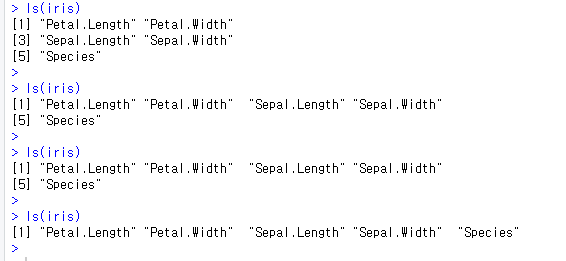 > ls(iris)
[1] "Petal.Length" "Petal.Width"
[3] "Sepal.Length" "Sepal.Width"
[5] "Species"
>
> ls(iris)
[1] "Petal.Length" "Petal.Width"  "Sepal.Length" "Sepal.Width"
[5] "Species"
>
> ls(iris)
[1] "Petal.Length" "Petal.Width"  "Sepal.Length" "Sepal.Width"
[5] "Species"
>
> ls(iris)
[1] "Petal.Length" "Petal.Width"  "Sepal.Length" "Sepal.Width"  "Species"
>